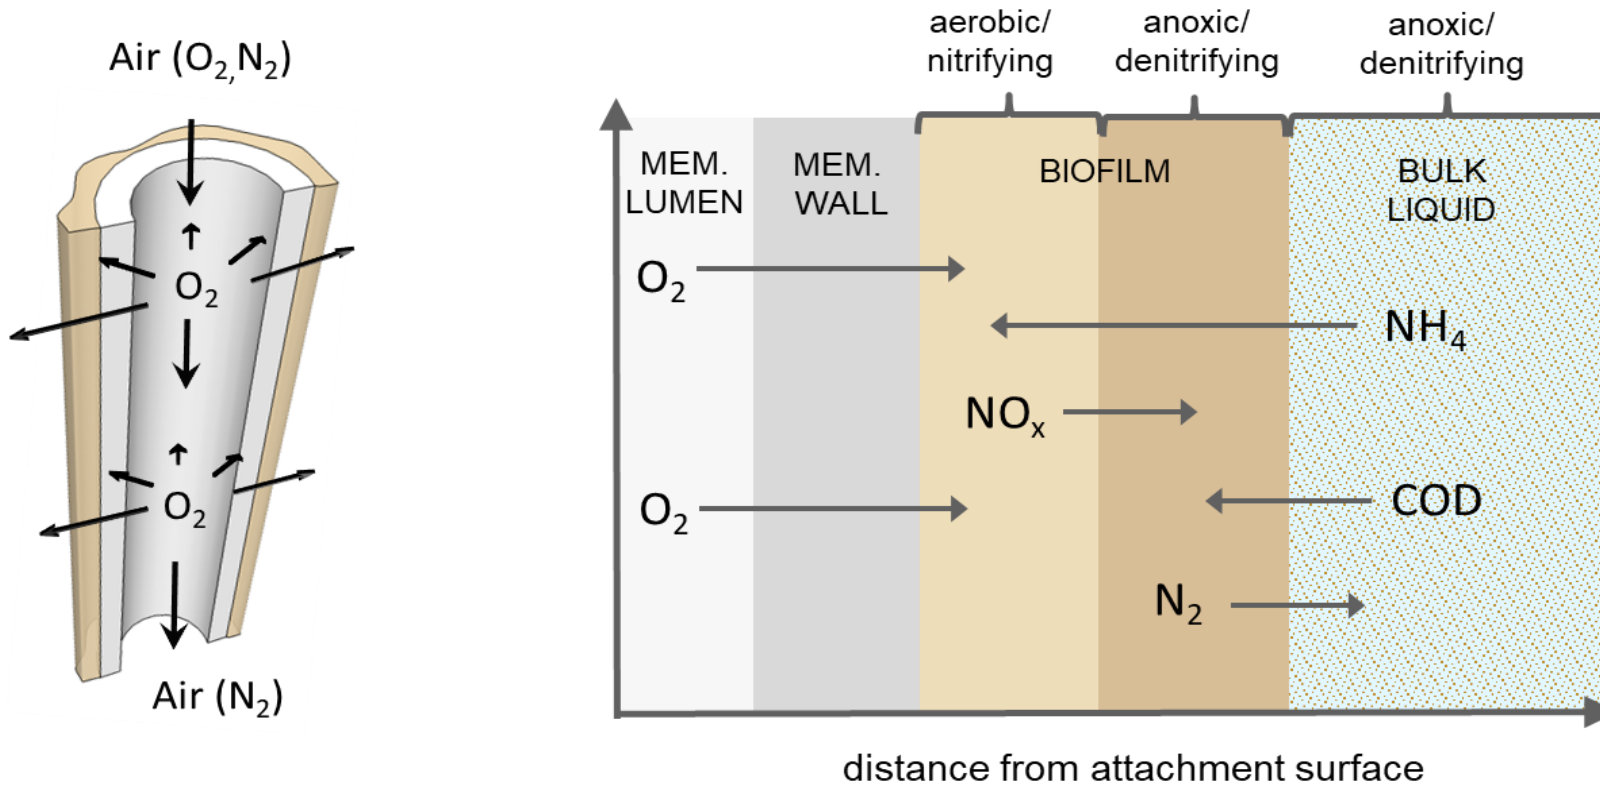 Air (O₂,N₂)
O₂
O₂
Air (N₂)
aerobic/
nitrifying
anoxic/
denitrifying
anoxic/
denitrifying
MEM.
LUMEN
MEM.
WALL
BIOFILM
BULK
LIQUID
O₂
NH₄
NOₓ
O₂
COD
N₂
distance from attachment surface